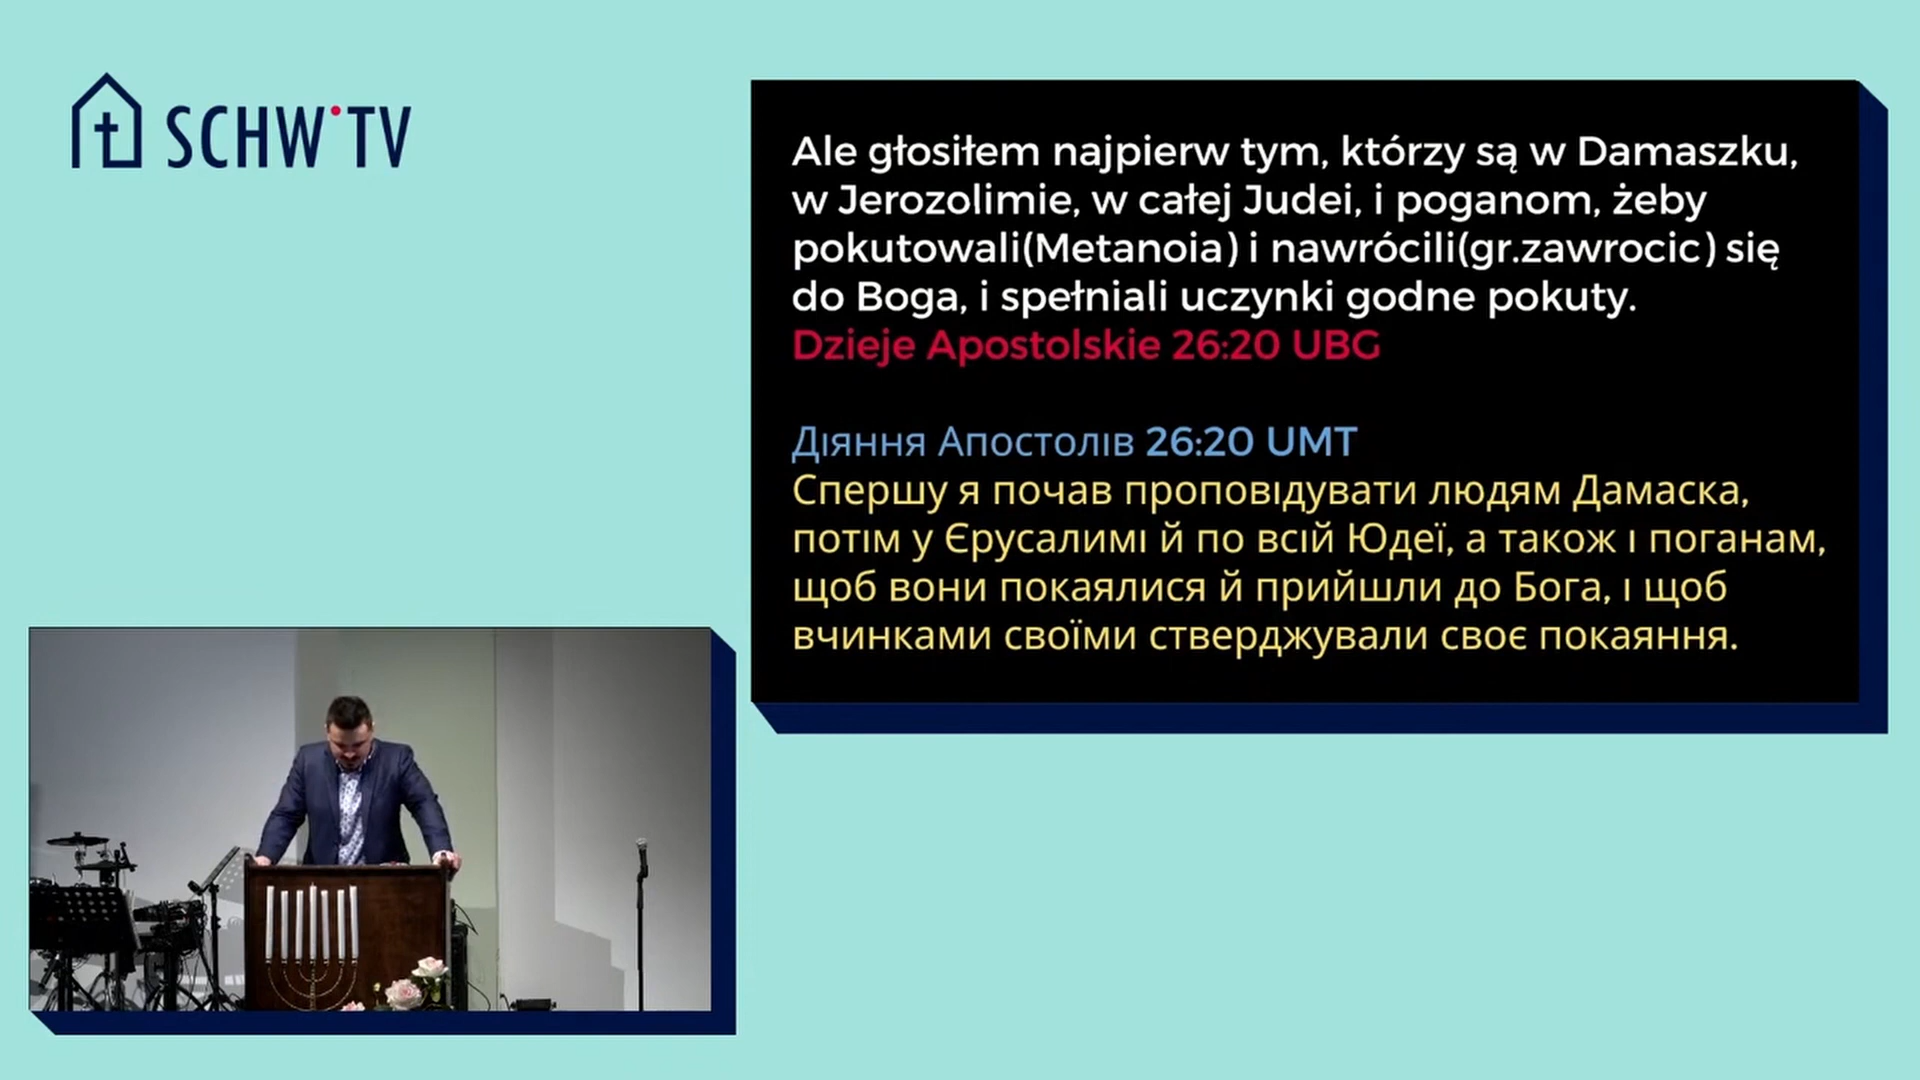 SCHW TV
Ale głosiłem najpierw tym, którzy są w Damaszku,
w Jerozolimie, w całej Judei, i poganom, żeby
pokutowali(Metanoia) i nawrócili(gr.zawrocic) się
do Boga, i spełniali uczynki godne pokuty.
Dzieje Apostolskie 26:20 UBG
Діяння Апостолів 26:20 UMT
Спершу я почав проповідувати людям Дамаска,
потім у Єрусалимі й по всій Юдеї, а також і поганам,
щоб вони покаялися й прийшли до Бога, і щоб
вчинками своїми стверджували своє покаяння.